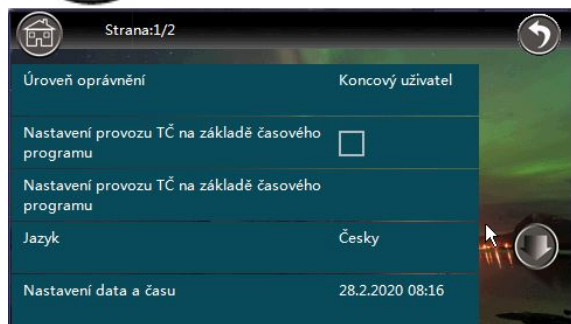 Strana:1/2
Úroveň oprávnění Koncový uživatel
Nastavení provozu TČ na základě časového
programu
Nastavení provozu TČ na základě časového
programu
Jazyk Česky
Nastavení data a času 28.2.2020 08:16